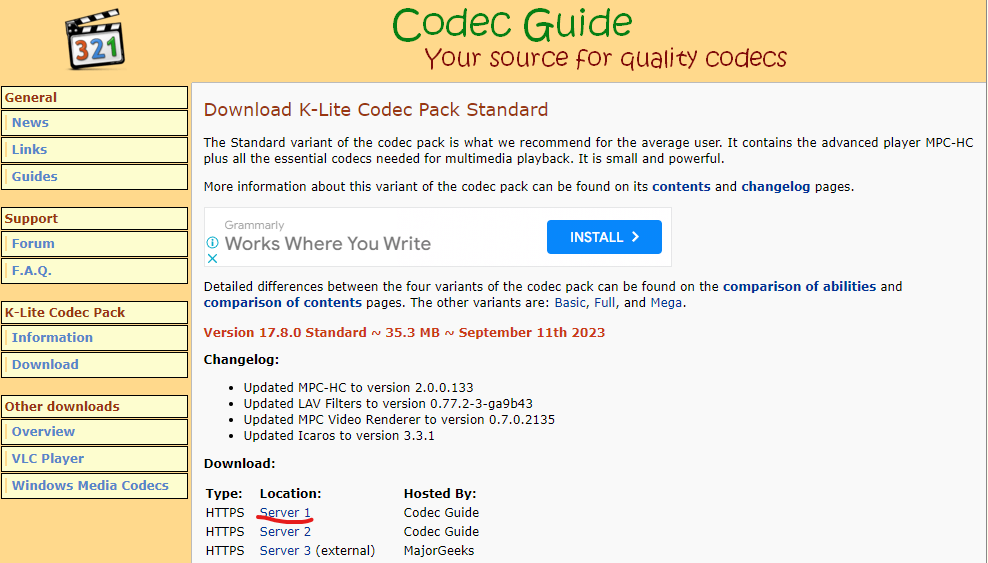 321
Codec Guide
Your source for quality codecs
General
News
Links
Guides
Support
Forum
F.A.Q.
K-Lite Codec Pack
Information
Download
Other downloads
Overview
VLC Player
Windows Media Codecs
Download K-Lite Codec Pack Standard
The Standard variant of the codec pack is what we recommend for the average user. It contains the advanced player MPC-HC
plus all the essential codecs needed for multimedia playback. It is small and powerful.
More information about this variant of the codec pack can be found on its contents and changelog pages.
Grammarly
Works Where You Write
INSTALL
Detailed differences between the four variants of the codec pack can be found on the comparison of abilities and
comparison of contents pages. The other variants are: Basic, Full, and Mega.
Version 17.8.0 Standard ~ 35.3 MB ~ September 11th 2023
Changelog:
• Updated MPC-HC to version 2.0.0.133
• Updated LAV Filters to version 0.77.2-3-ga9b43
• Updated MPC Video Renderer to version 0.7.0.2135
• Updated Icaros to version 3.3.1
Download:
Type: Location: Hosted By:
HTTPS Server 1 Codec Guide
HTTPS Server 2 Codec Guide
HTTPS Server 3 (external) MajorGeeks